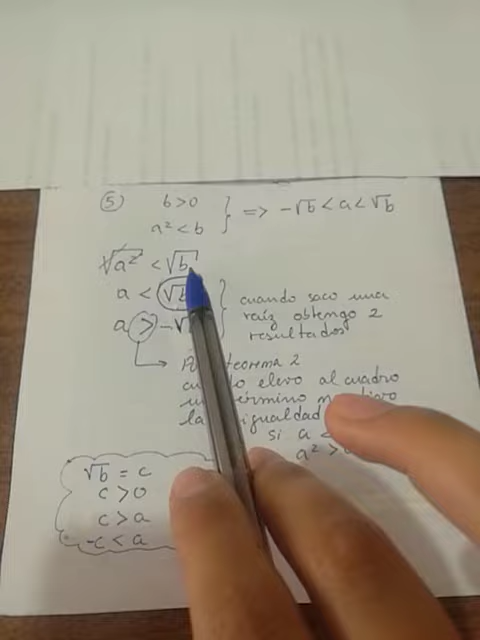 5 b > 0
a² < b } => -√b < a < √b
√a² < √b
a < √b
a > -√
cuando saco una
raíz obtengo 2
resultados
teorema 2
elevo al cuadro
la
si a <
a² >
√b = c
c > 0
c > a
-c < a